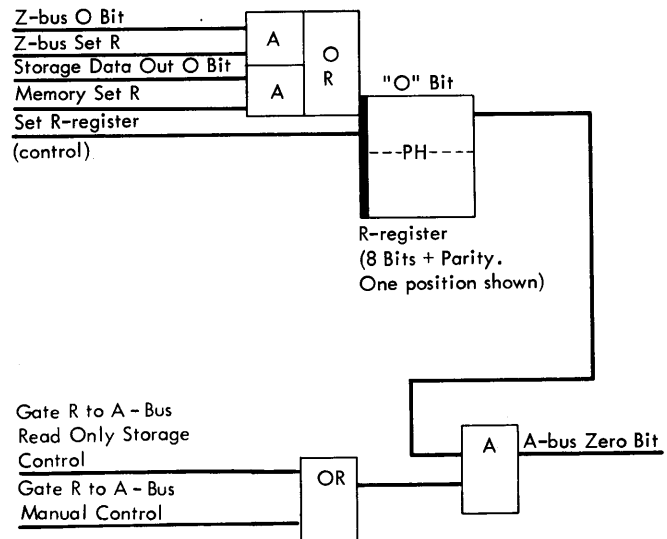 Z-bus O Bit
Z-bus Set R
Storage Data Out O Bit
Memory Set R
Set R-register
(control)
A
A
O
R
"O" Bit
---PH----
R-register
(8 Bits + Parity.
One position shown)
Gate R to A - Bus
Read Only Storage
Control
Gate R to A - Bus
Manual Control
OR
A
A-bus Zero Bit